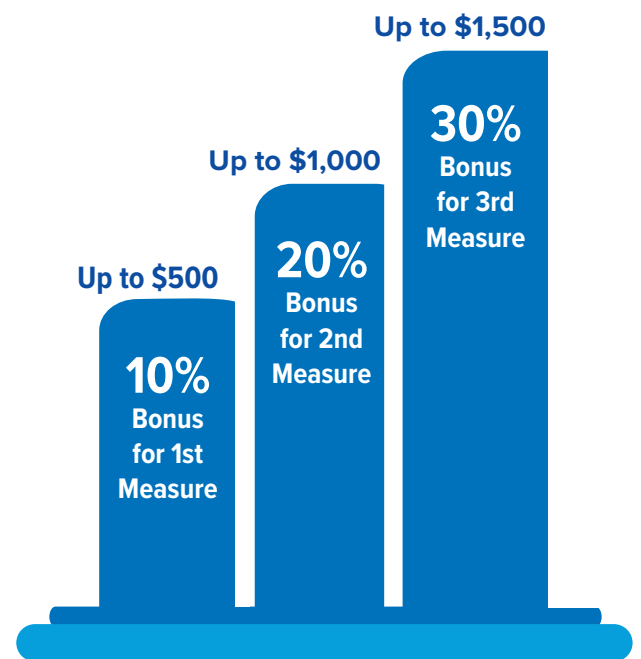 Up to $500
10%
Bonus
for 1st
Measure
Up to $1,000
20%
Bonus
for 2nd
Measure
Up to $1,500
30%
Bonus
for 3rd
Measure